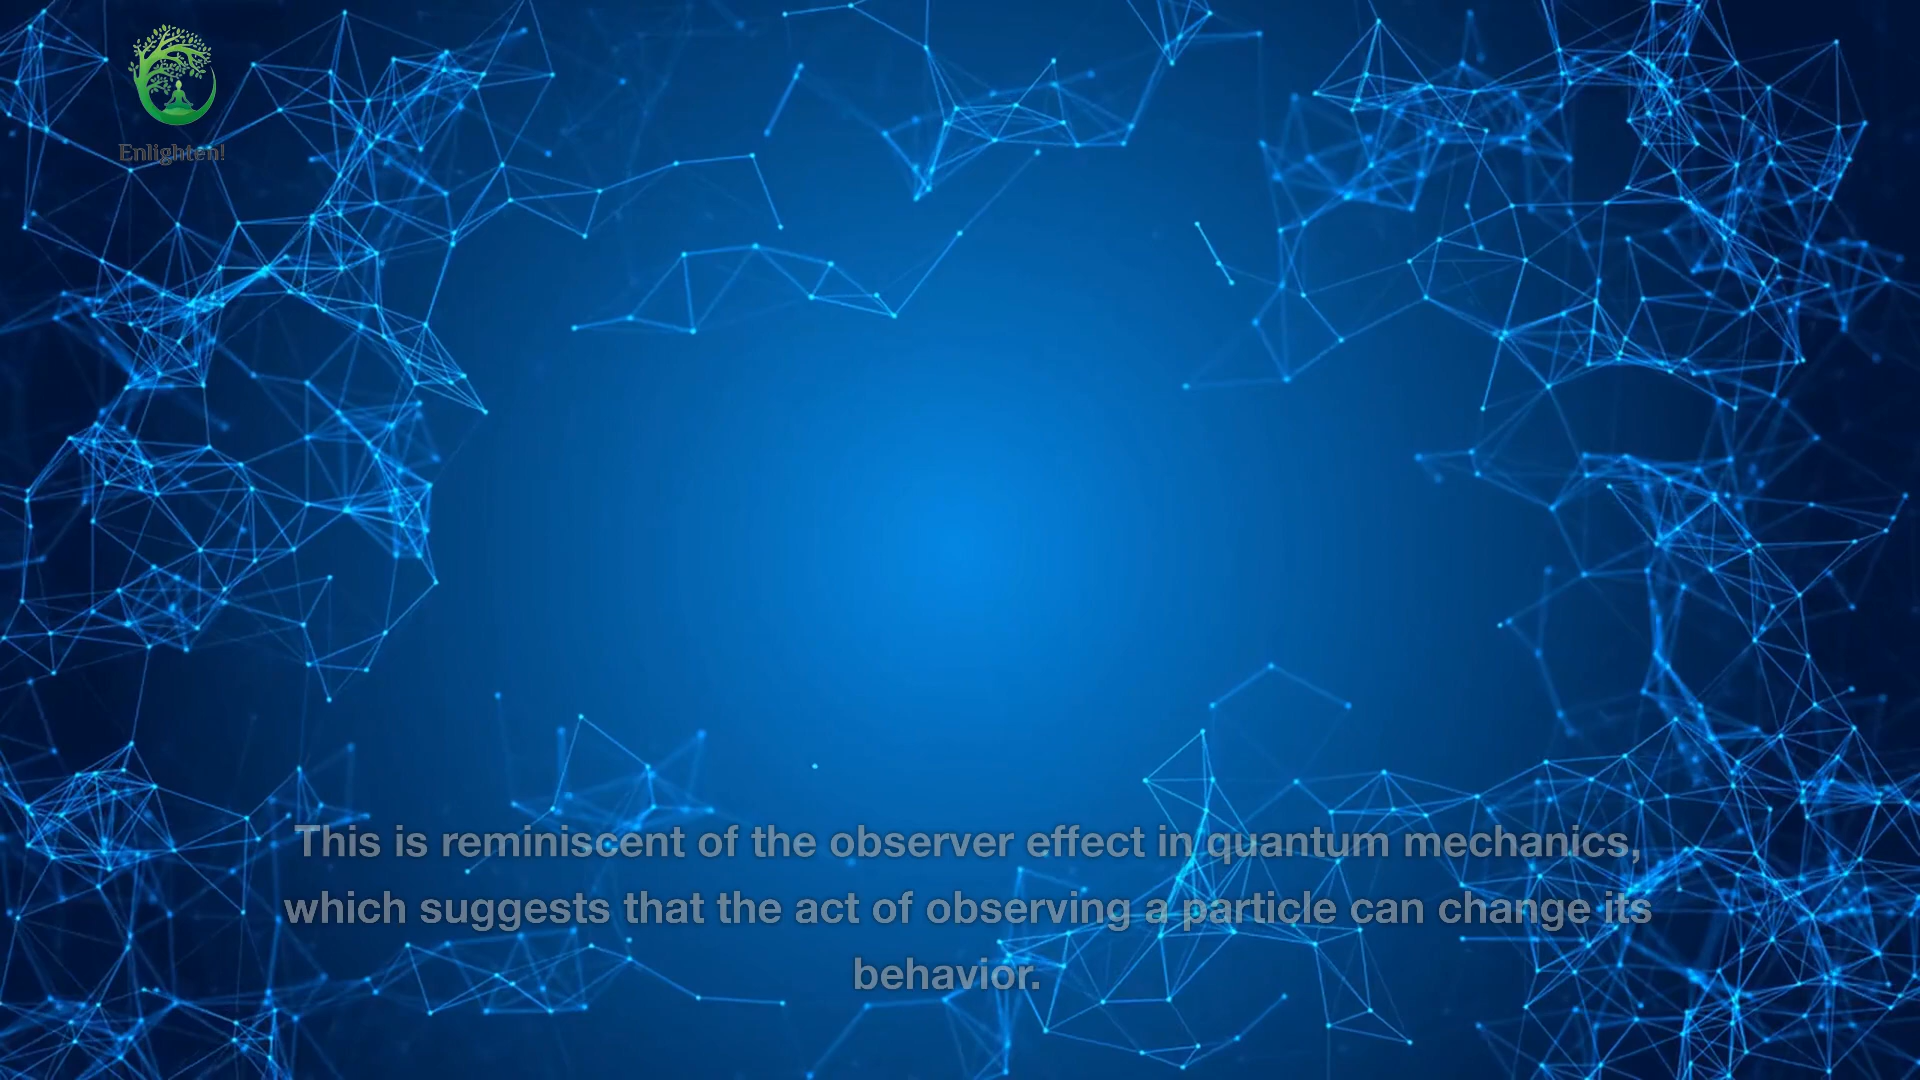 Enlighten!
This is reminiscent of the observer effect in quantum mechanics,
which suggests that the act of observing a particle can change its
behavior.